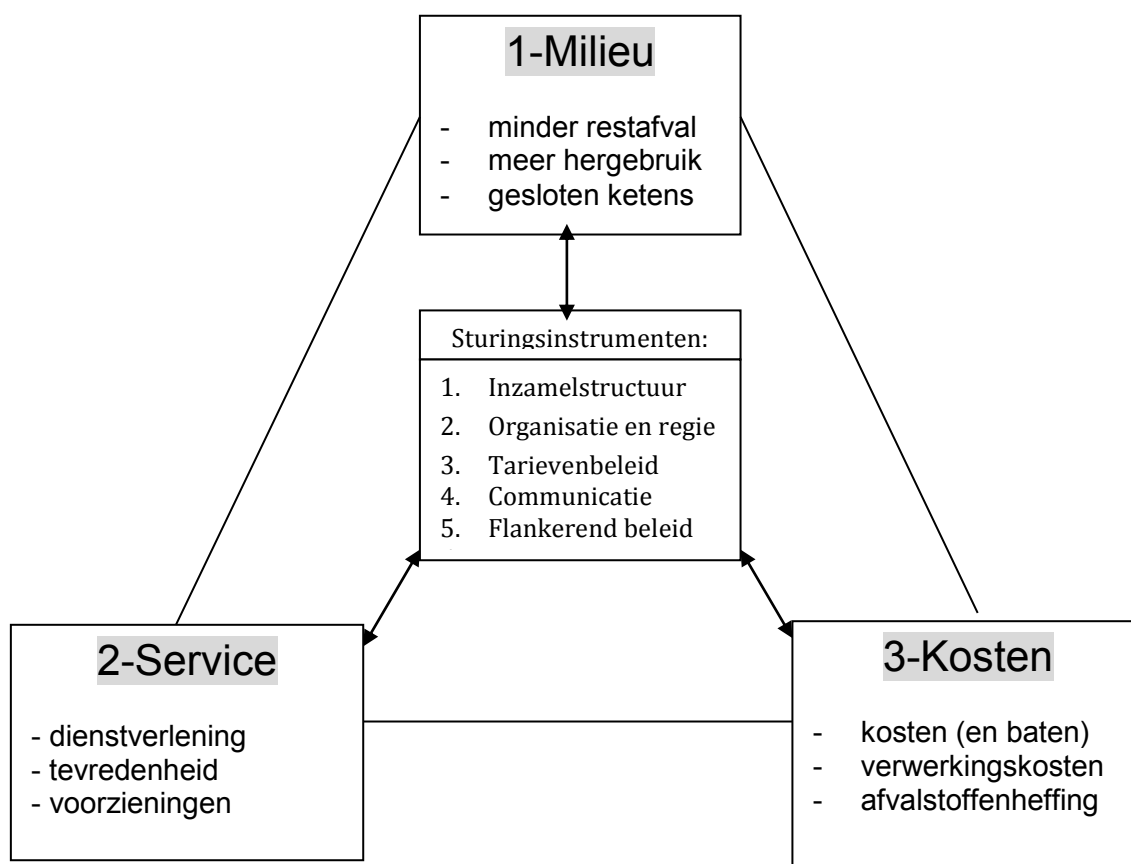 1-Milieu
- minder restafval
- meer hergebruik
- gesloten ketens
Sturingsinstrumenten:
1. Inzamelstructuur
2. Organisatie en regie
3. Tarievenbeleid
4. Communicatie
5. Flankerend beleid
2-Service
- dienstverlening
- tevredenheid
- voorzieningen
3-Kosten
- kosten (en baten)
- verwerkingskosten
- afvalstoffenheffing